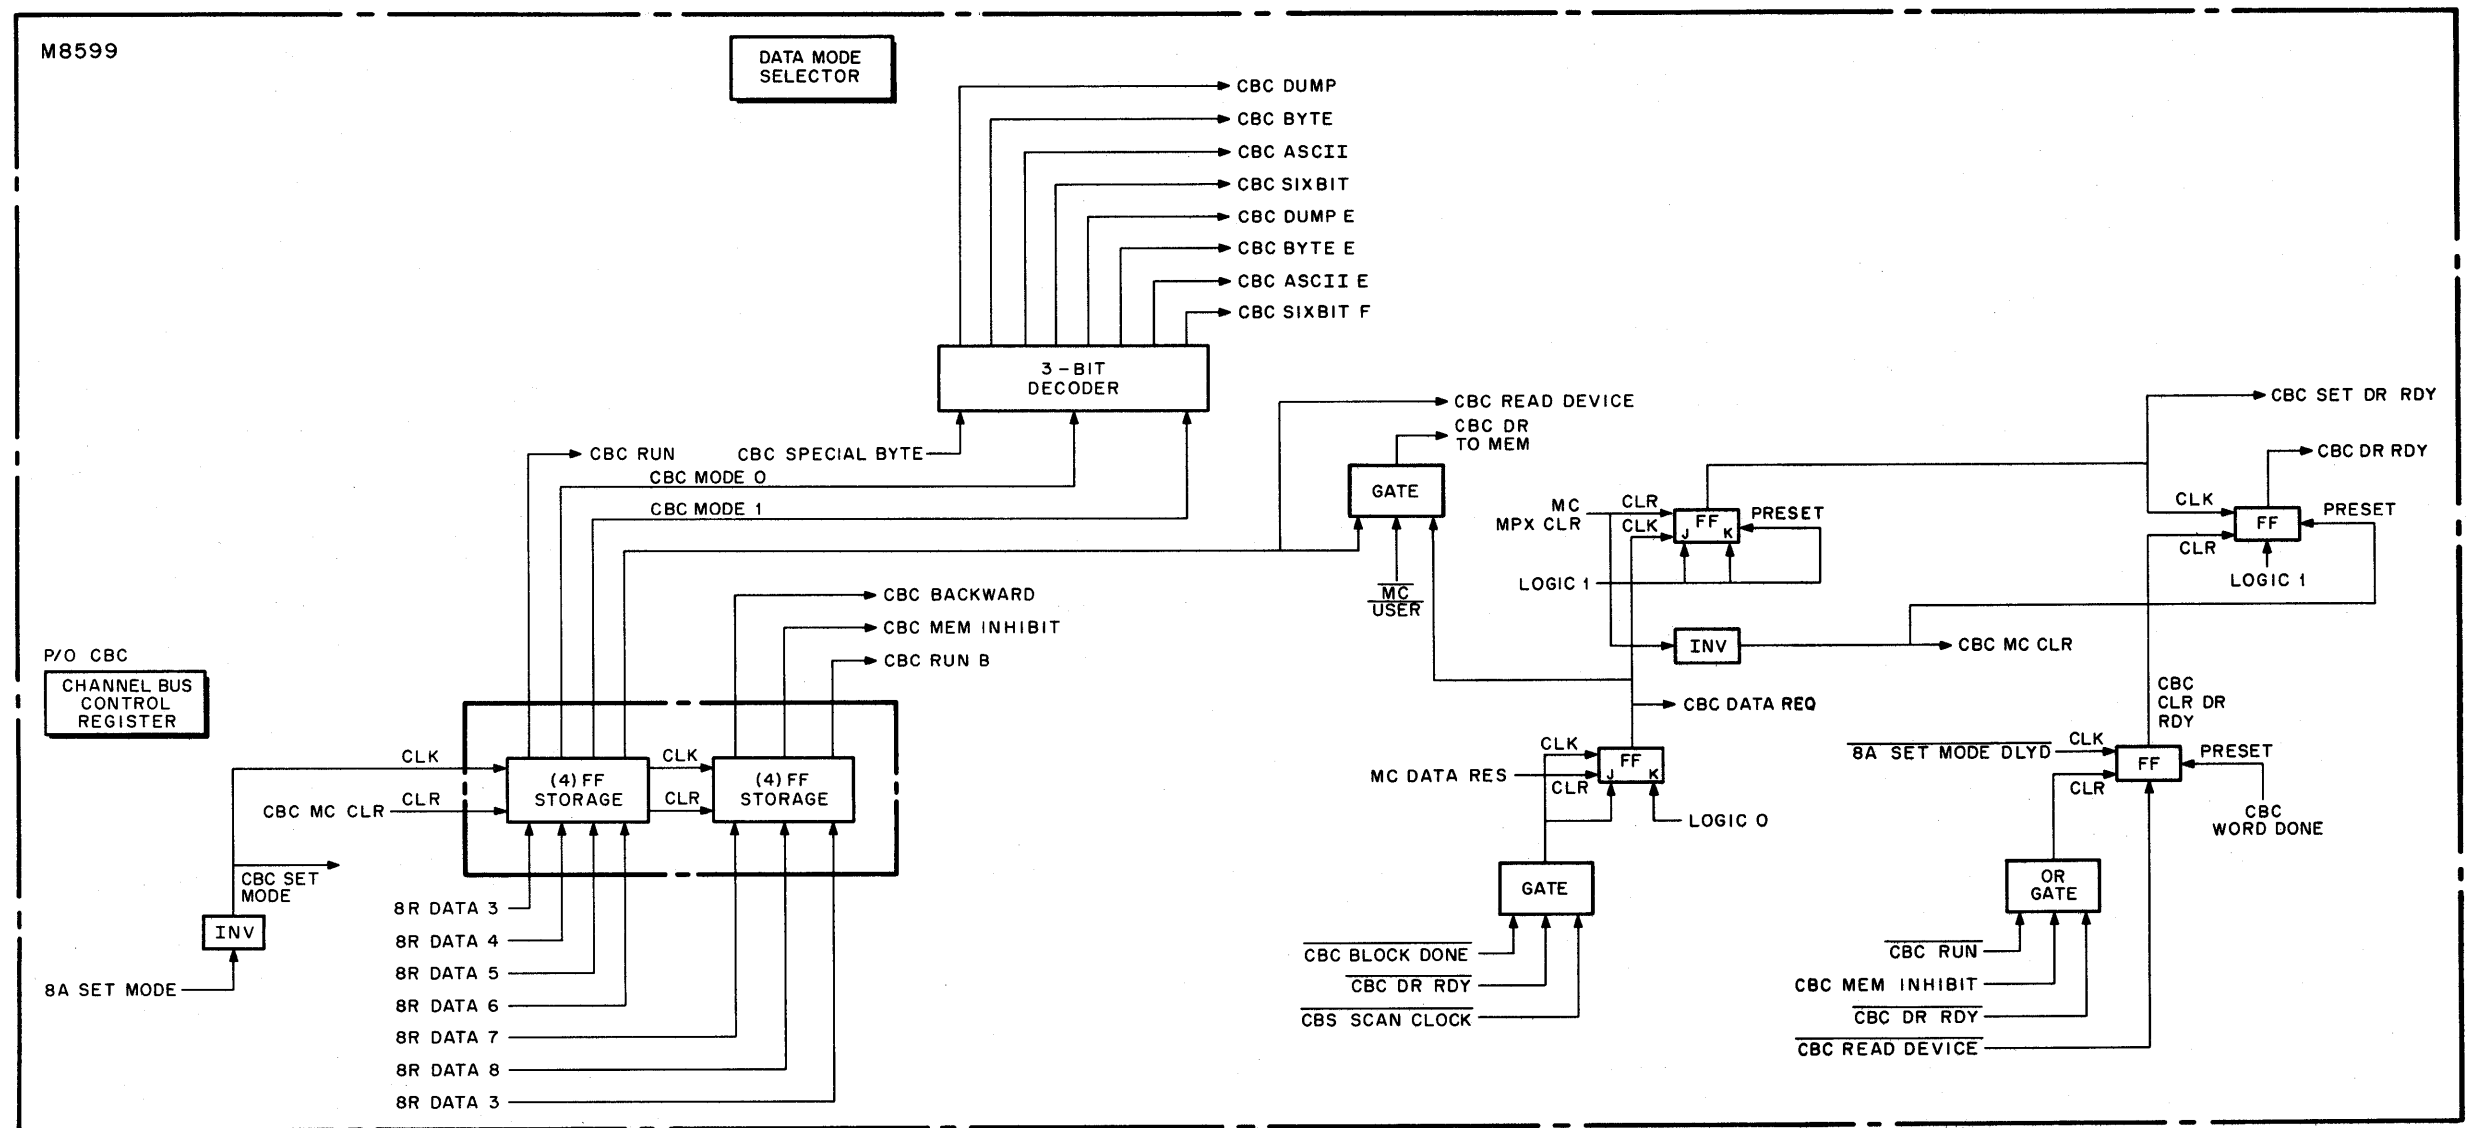 M8599
DATA MODE
SELECTOR
CBC DUMP
CBC BYTE
CBC ASCII
CBC SIXBIT
CBC DUMP E
CBC BYTE E
CBC ASCII E
CBC SIXBIT F
3-BIT
DECODER
CBC RUN
CBC SPECIAL BYTE
CBC MODE 0
CBC MODE 1
CBC READ DEVICE
CBC DR
TO MEM
GATE
MC
USER
CBC SET DR RDY
CBC DR RDY
MC
MPX CLR
CLR
CLK
FF
J K
PRESET
LOGIC 1
CLK
CLR
FF
PRESET
LOGIC 1
INV
CBC MC CLR
CBC BACKWARD
CBC MEM INHIBIT
CBC RUN B
P/O CBC
CHANNEL BUS
CONTROL
REGISTER
CLK
CBC MC CLR
CLR
(4) FF
STORAGE
CLK
CLR
(4) FF
STORAGE
CBC SET
MODE
INV
8A SET MODE
8R DATA 3
8R DATA 4
8R DATA 5
8R DATA 6
8R DATA 7
8R DATA 8
8R DATA 3
CBC DATA REQ
CLK
MC DATA RES
CLR
FF
J K
LOGIC 0
GATE
CBC BLOCK DONE
CBC DR RDY
CBS SCAN CLOCK
CBC
CLR DR
RDY
8A SET MODE DLYD
CLK
CLR
FF
PRESET
CBC
WORD DONE
OR
GATE
CBC RUN
CBC MEM INHIBIT
CBC DR RDY
CBC READ DEVICE